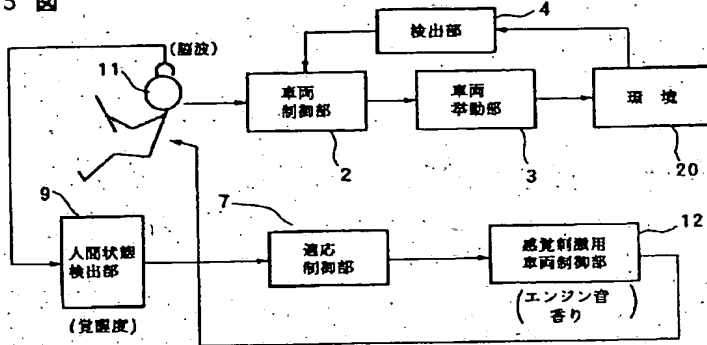 5 図
4
検出部
(脳波)
11
車両
制御部
車両
挙動部
環 境
2
3
20
9
7
12
人間状態
検出部
適応
制御部
感覚刺激用
車両制御部
(エンジン音
香り)
(覚醒度)